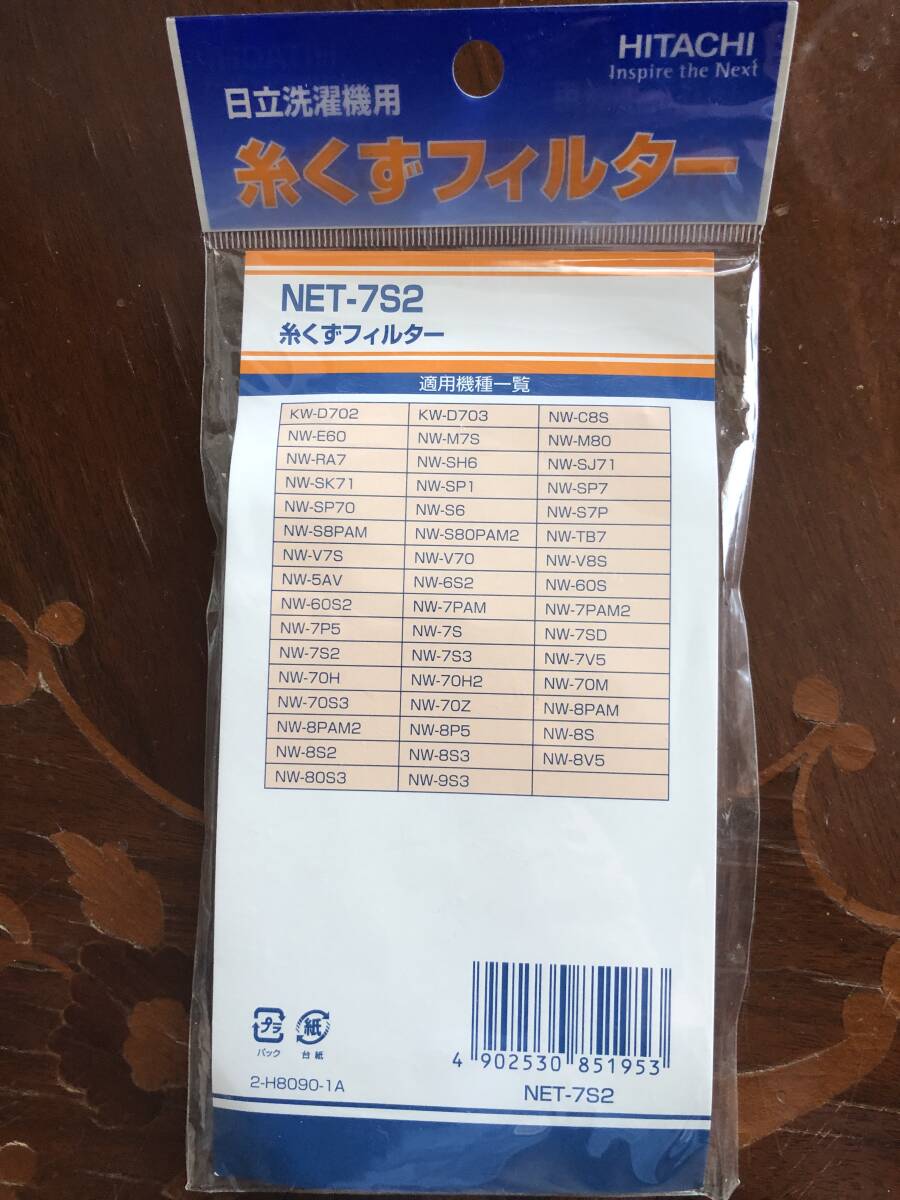 HITACHI
Inspire the Next
日立洗濯機用
糸くずフィルター
NET-7S2
糸くずフィルター
適用機種一覧
KW-D702 KW-D703 NW-C8S
NW-E60 NW-M7S NW-M80
NW-RA7 NW-SH6 NW-SJ71
NW-SK71 NW-SP1 NW-SP7
NW-SP70 NW-S6 NW-S7P
NW-S8PAM NW-S80PAM2 NW-TB7
NW-V7S NW-V70 NW-V8S
NW-5AV NW-6S2 NW-60S
NW-60S2 NW-7PAM NW-7PAM2
NW-7P5 NW-7S NW-7SD
NW-7S2 NW-7S3 NW-7V5
NW-70H NW-70H2 NW-70M
NW-70S3 NW-70Z NW-8PAM
NW-8PAM2 NW-8P5 NW-8S
NW-8S2 NW-8S3 NW-8V5
NW-80S3 NW-9S3
プラ 紙
パック 台紙
4 902530 851953
2-H8090-1A
NET-7S2